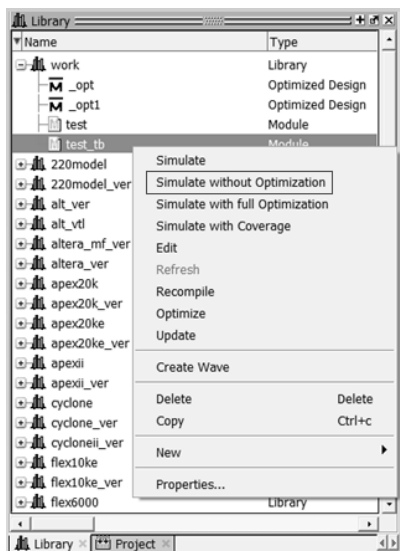 Library
Name Type
work Library
_opt Optimized Design
_opt1 Optimized Design
test Module
test_tb Module
220model
220model_ver
alt_ver
alt_vtl
altera_mf_ver
altera_ver
apex20k
apex20k_ver
apex20ke
apex20ke_ver
apexii
apexii_ver
cyclone
cyclone_ver
cycloneii_ver
flex10ke
flex10ke_ver
flex6000 Library
Simulate
Simulate without Optimization
Simulate with full Optimization
Simulate with Coverage
Edit
Refresh
Recompile
Optimize
Update
Create Wave
Delete Delete
Copy Ctrl+c
New
Properties...
Library Project